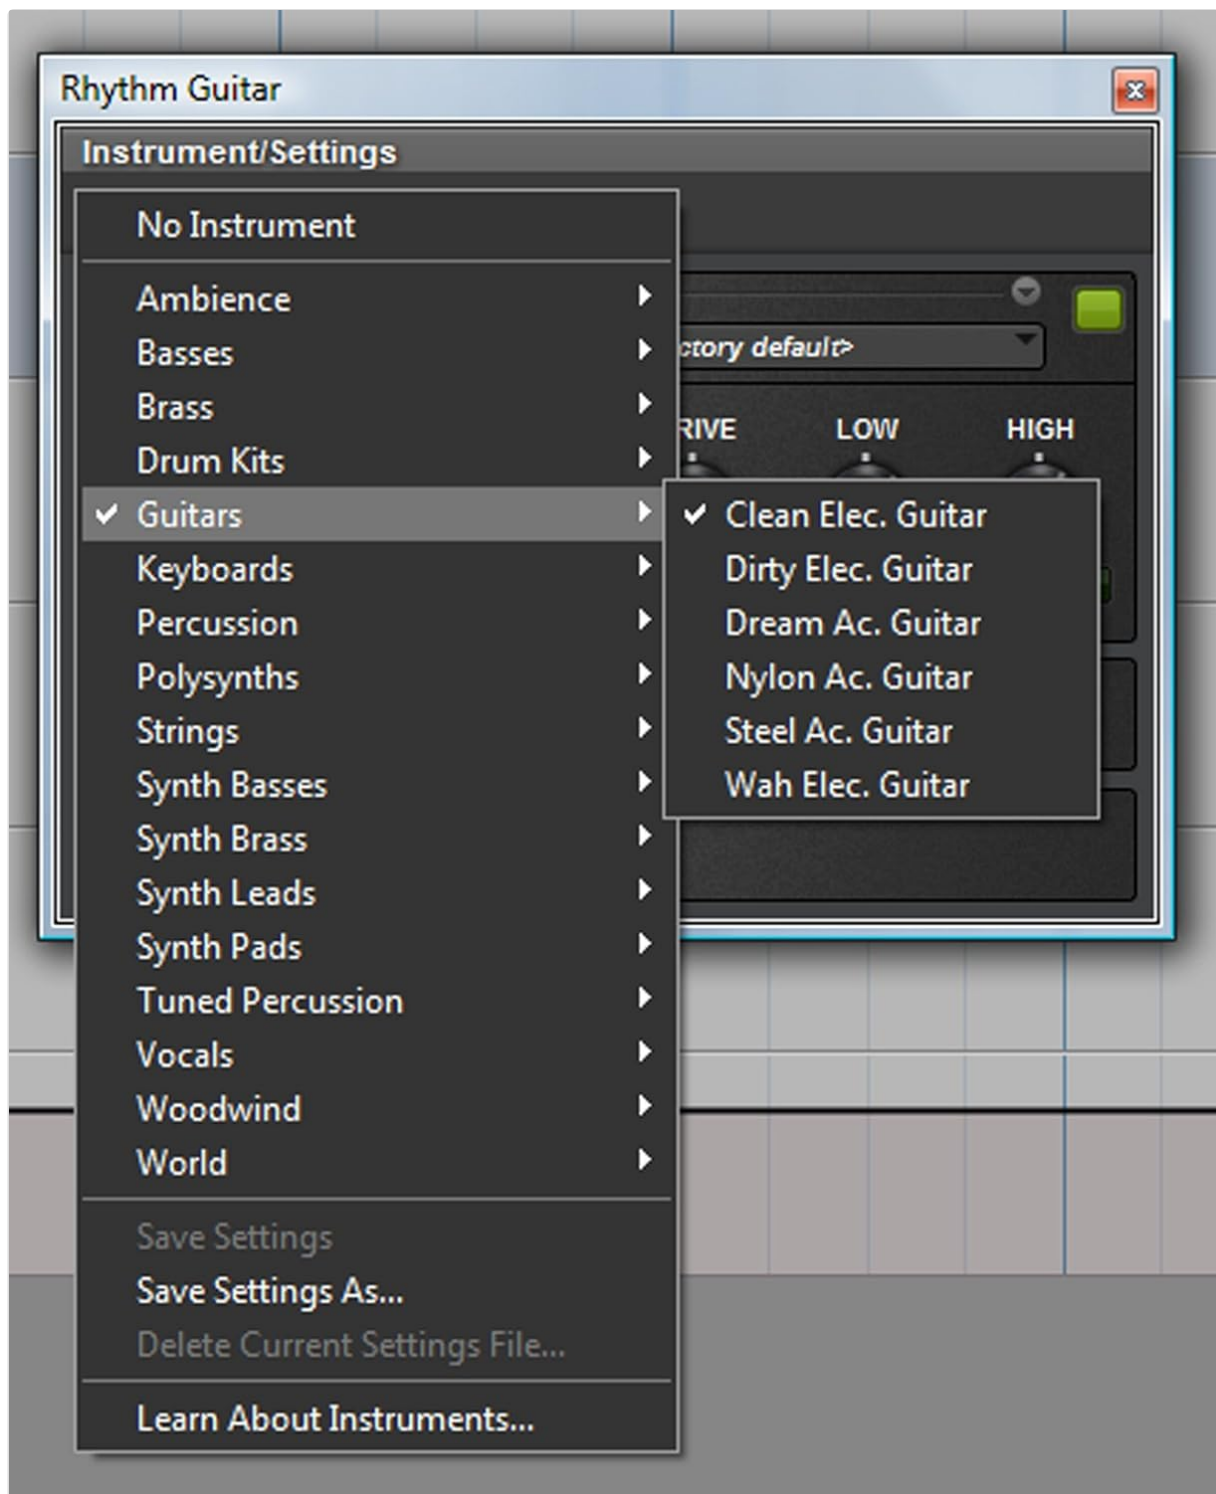 Rhythm Guitar
Instrument/Settings
No Instrument
Ambience
Basses
Brass
Drum Kits
Guitars
Keyboards
Percussion
Polysynths
Strings
Synth Basses
Synth Brass
Synth Leads
Synth Pads
Tuned Percussion
Vocals
Woodwind
World
Save Settings
Save Settings As...
Delete Current Settings File...
Learn About Instruments...
default>
LOW HIGH
Clean Elec. Guitar
Dirty Elec. Guitar
Dream Ac. Guitar
Nylon Ac. Guitar
Steel Ac. Guitar
Wah Elec. Guitar